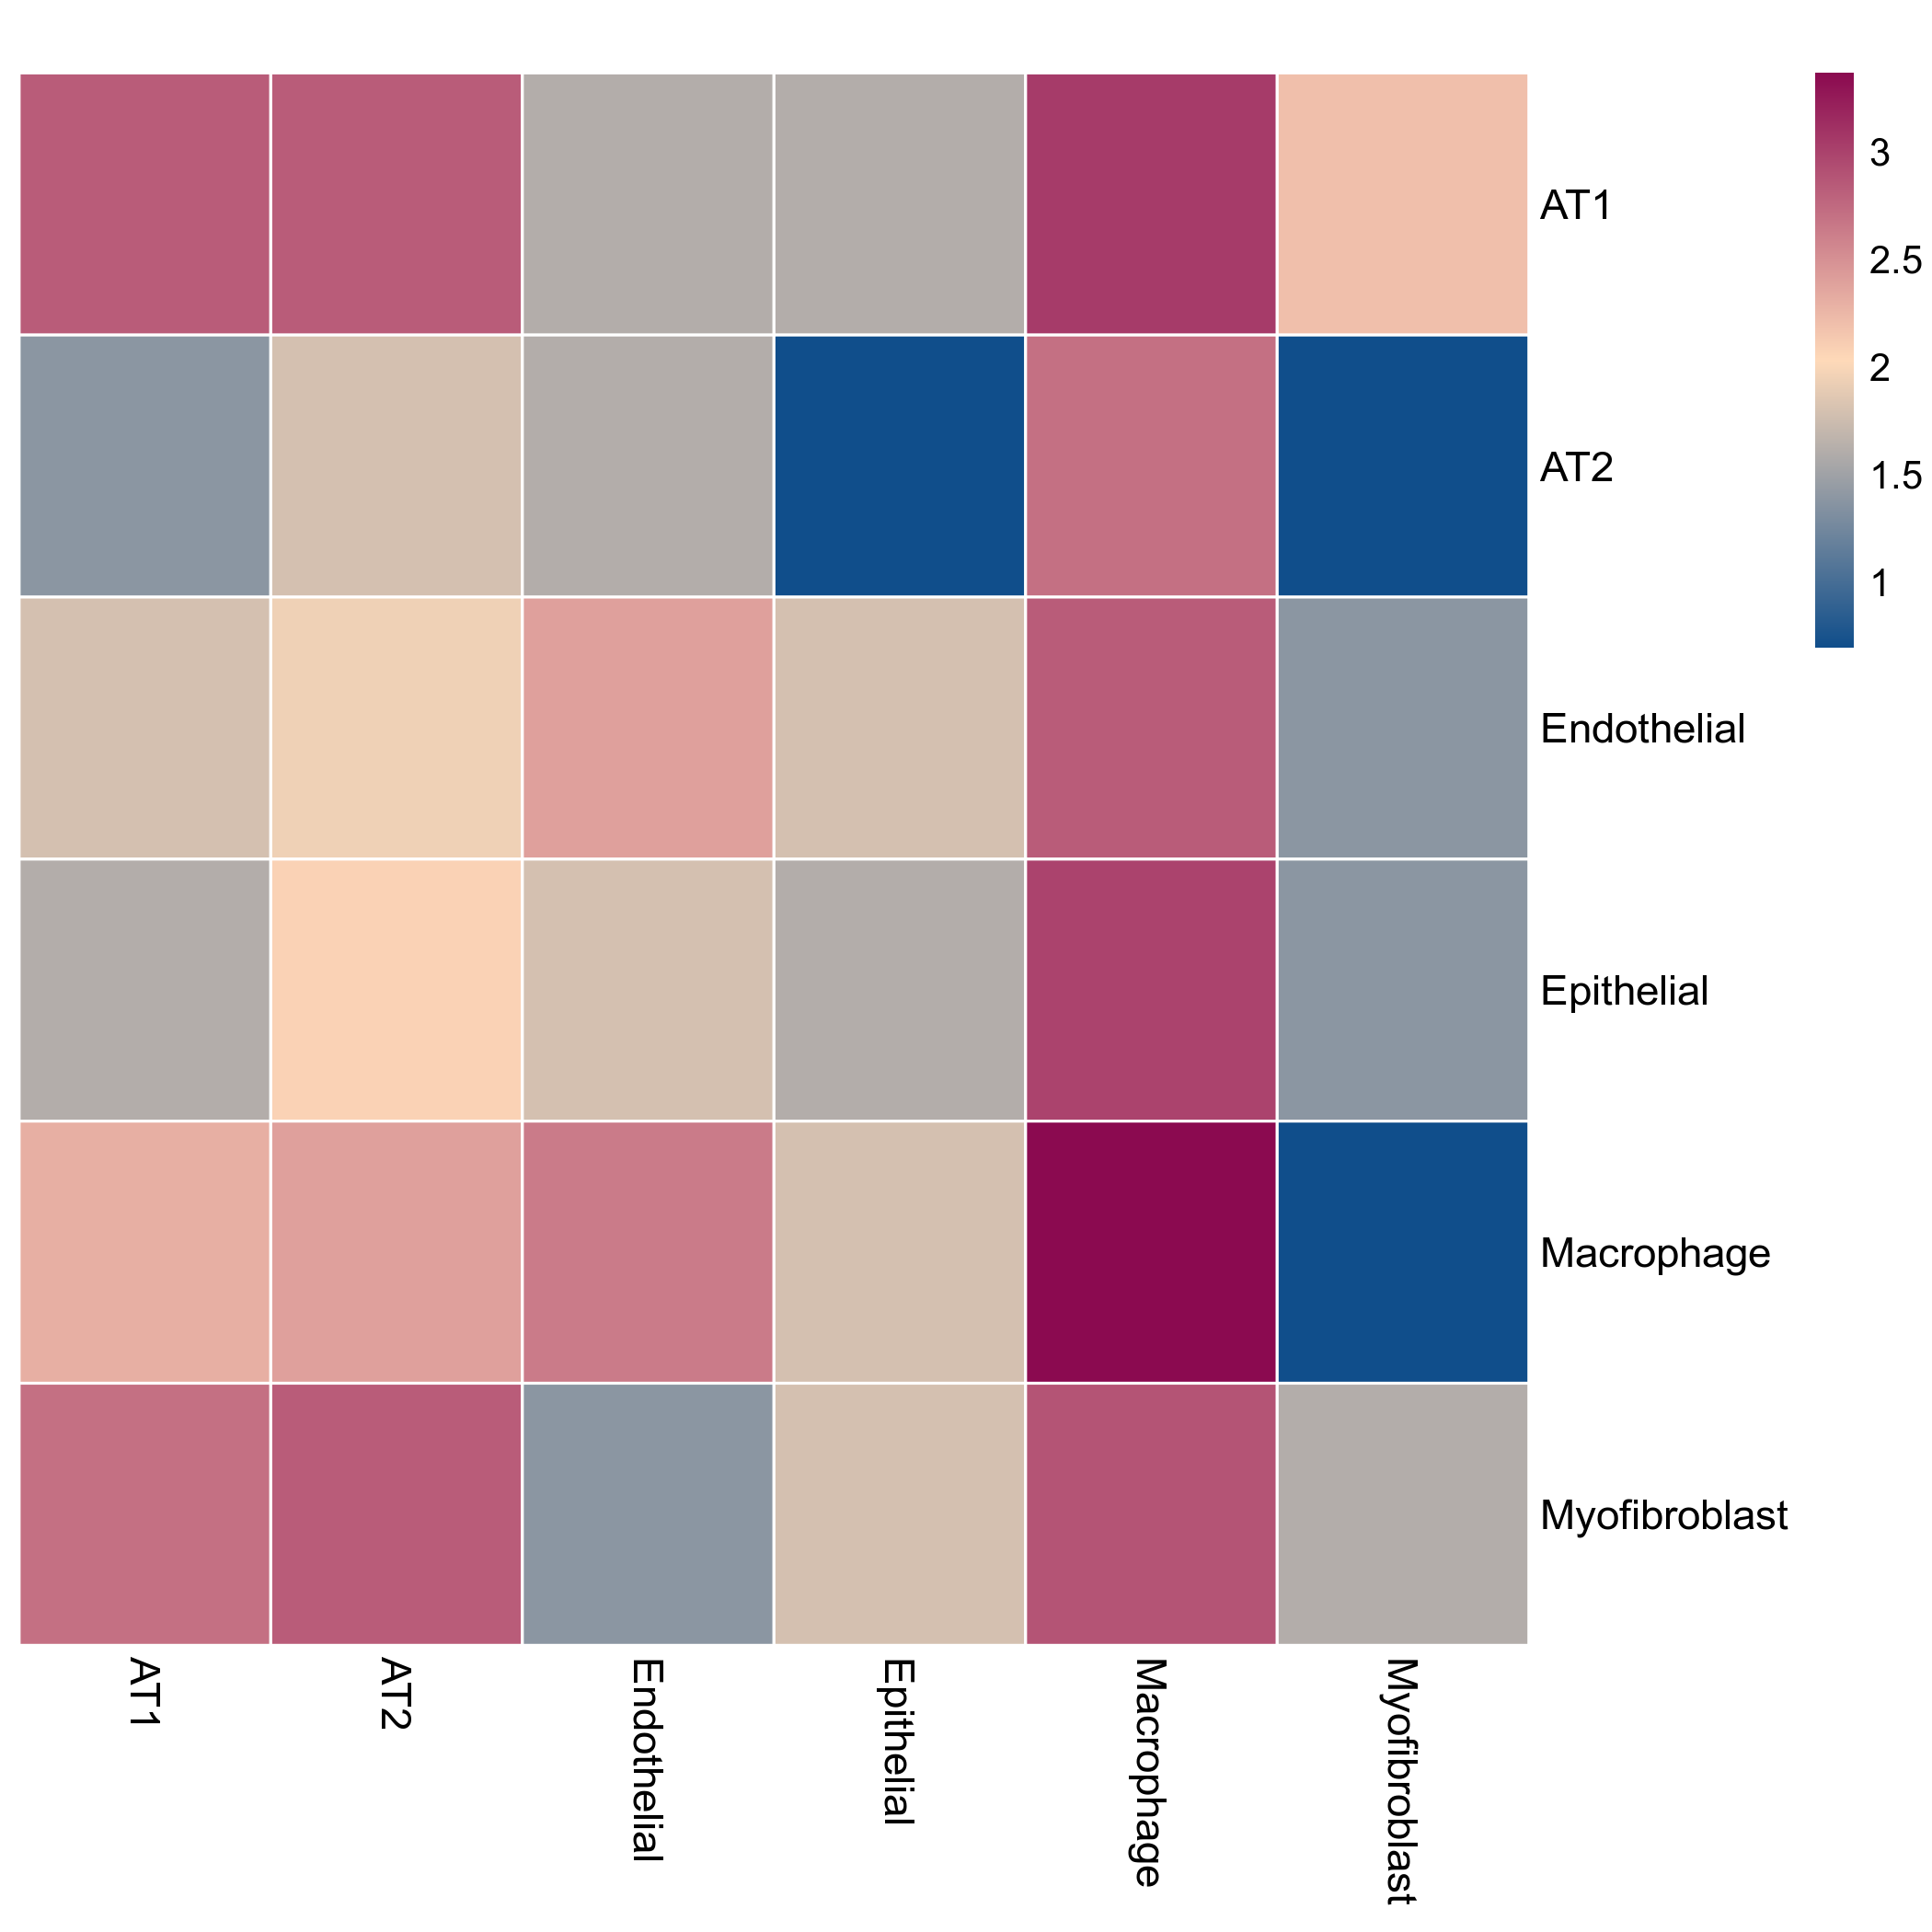 3
2.5
2
1.5
1
AT1
AT2
Endothelial
Epithelial
Macrophage
Myofibroblast
AT1
AT2
Endothelial
Epithelial
Macrophage
Myofibroblast